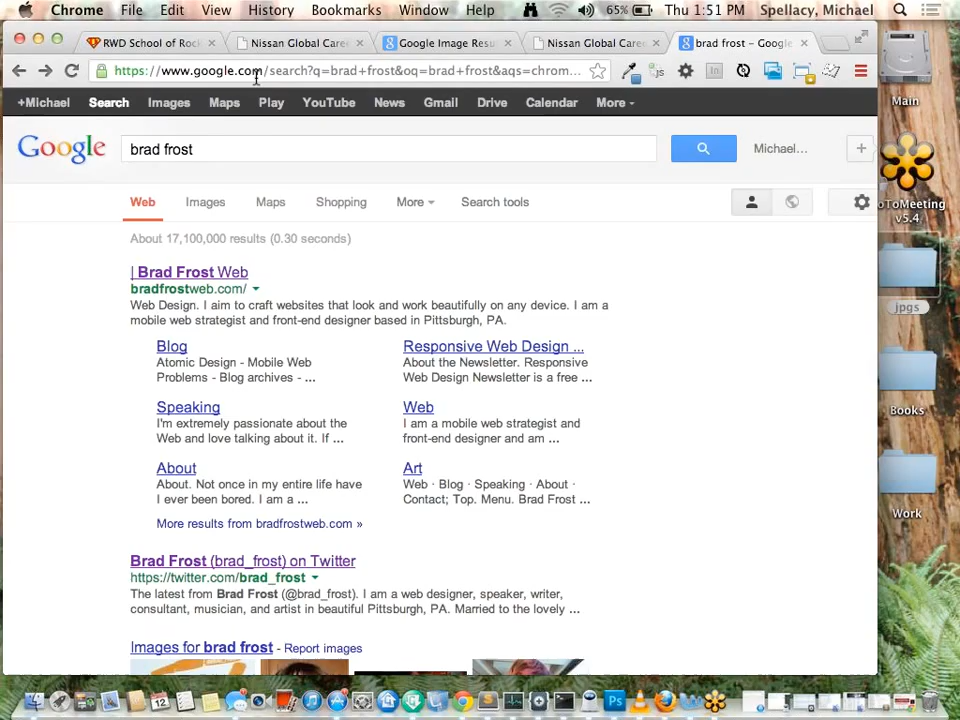 Chrome File Edit View History Bookmarks Window Help 65% Thu 1:51 PM Spellacy, Michael
RWD School of Roc Nissan Global Caree Google Image Resu Nissan Global Caree brad frost – Google
https://www.google.com/search?q=brad+frost&oq=brad+frost&aqs=chrom...
+Michael Search Images Maps Play YouTube News Gmail Drive Calendar More
Google brad frost Michael...
Web Images Maps Shopping More Search tools
About 17,100,000 results (0.30 seconds)
| Brad Frost Web
bradfrostweb.com/
Web Design. I aim to craft websites that look and work beautifully on any device. I am a
mobile web strategist and front-end designer based in Pittsburgh, PA.
Blog
Atomic Design - Mobile Web
Problems - Blog archives - ...
Responsive Web Design ...
About the Newsletter. Responsive
Web Design Newsletter is a free ...
Speaking
I'm extremely passionate about the
Web and love talking about it. If ...
Web
I am a mobile web strategist and
front-end designer and am ...
About
About. Not once in my entire life have
I ever been bored. I am a ...
Art
Web · Blog · Speaking · About ·
Contact; Top. Menu. Brad Frost ...
More results from bradfrostweb.com »
Brad Frost (brad_frost) on Twitter
https://twitter.com/brad_frost
The latest from Brad Frost (@brad_frost). I am a web designer, speaker, writer,
consultant, musician, and artist in beautiful Pittsburgh, PA. Married to the lovely ...
Images for brad frost - Report images
Main
oToMeeting
v5.4
jpgs
Books
Work
12